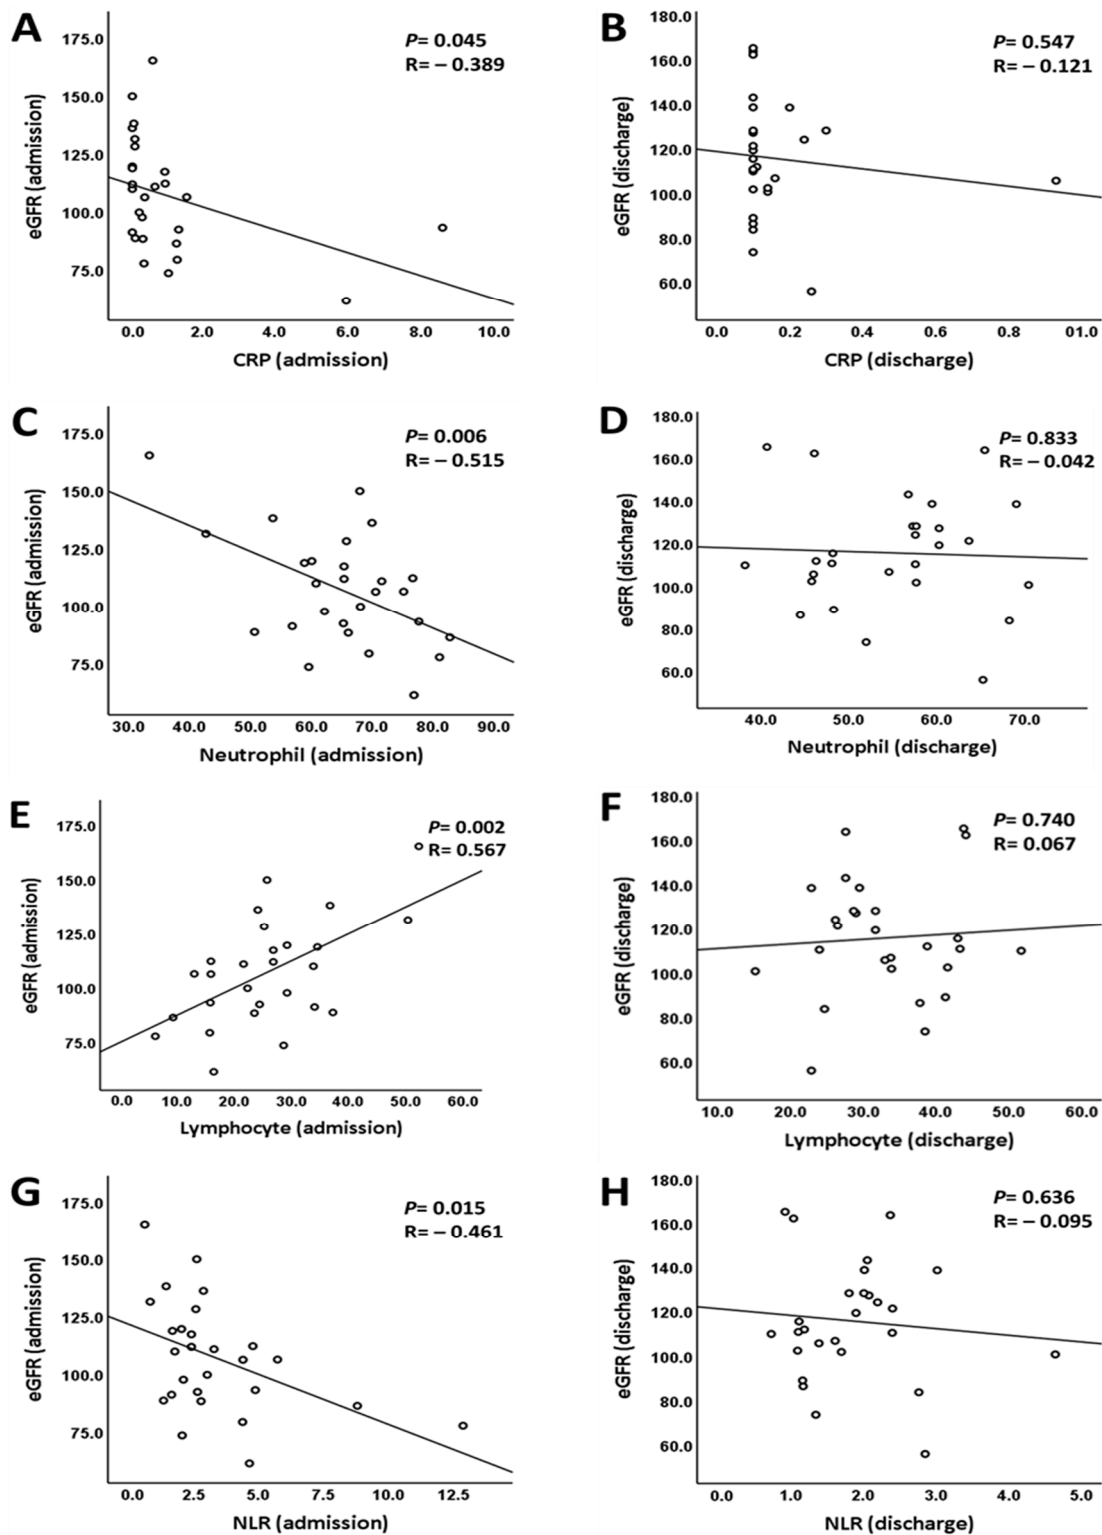 A
P= 0.045
R= – 0.389
175.0
150.0
125.0
100.0
75.0
eGFR (admission)
0.0 2.0 4.0 6.0 8.0 10.0
CRP (admission)
B
P= 0.547
R= – 0.121
180.0
160.0
140.0
120.0
100.0
80.0
60.0
eGFR (discharge)
0.0 0.2 0.4 0.6 0.8 01.0
CRP (discharge)
C
P= 0.006
R= – 0.515
175.0
150.0
125.0
100.0
75.0
eGFR (admission)
30.0 40.0 50.0 60.0 70.0 80.0 90.0
Neutrophil (admission)
D
P= 0.833
R= – 0.042
180.0
160.0
140.0
120.0
100.0
80.0
60.0
eGFR (discharge)
40.0 50.0 60.0 70.0
Neutrophil (discharge)
E
P= 0.002
R= 0.567
175.0
150.0
125.0
100.0
75.0
eGFR (admission)
0.0 10.0 20.0 30.0 40.0 50.0 60.0
Lymphocyte (admission)
F
P= 0.740
R= 0.067
180.0
160.0
140.0
120.0
100.0
80.0
60.0
eGFR (discharge)
10.0 20.0 30.0 40.0 50.0 60.0
Lymphocyte (discharge)
G
P= 0.015
R= – 0.461
175.0
150.0
125.0
100.0
75.0
eGFR (admission)
0.0 2.5 5.0 7.5 10.0 12.5
NLR (admission)
H
P= 0.636
R= – 0.095
180.0
160.0
140.0
120.0
100.0
80.0
60.0
eGFR (discharge)
0.0 1.0 2.0 3.0 4.0 5.0
NLR (discharge)